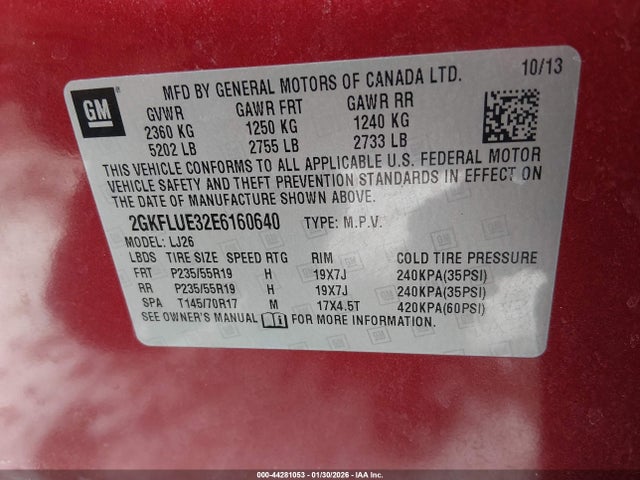 10/13
MFD BY GENERAL MOTORS OF CANADA LTD.
GM
GVWR GAWR FRT GAWR RR
2360 KG 1250 KG 1240 KG
5202 LB 2755 LB 2733 LB
THIS VEHICLE CONFORMS TO ALL APPLICABLE U.S. FEDERAL MOTOR
VEHICLE SAFETY AND THEFT PREVENTION STANDARDS IN EFFECT ON
THE DATE OF MANUFACTURE SHOWN ABOVE.
2GKFLUE32E6160640 TYPE: M.P.V.
MODEL: LJ26
LBDS TIRE SIZE SPEED RTG RIM COLD TIRE PRESSURE
FRT P235/55R19 H 19X7J 240KPA(35PSI)
RR P235/55R19 H 19X7J 240KPA(35PSI)
SPA T145/70R17 M 17X4.5T 420KPA(60PSI)
SEE OWNER'S MANUAL FOR MORE INFORMATION.
000-44281053 - 01/30/2026 - IAA Inc.